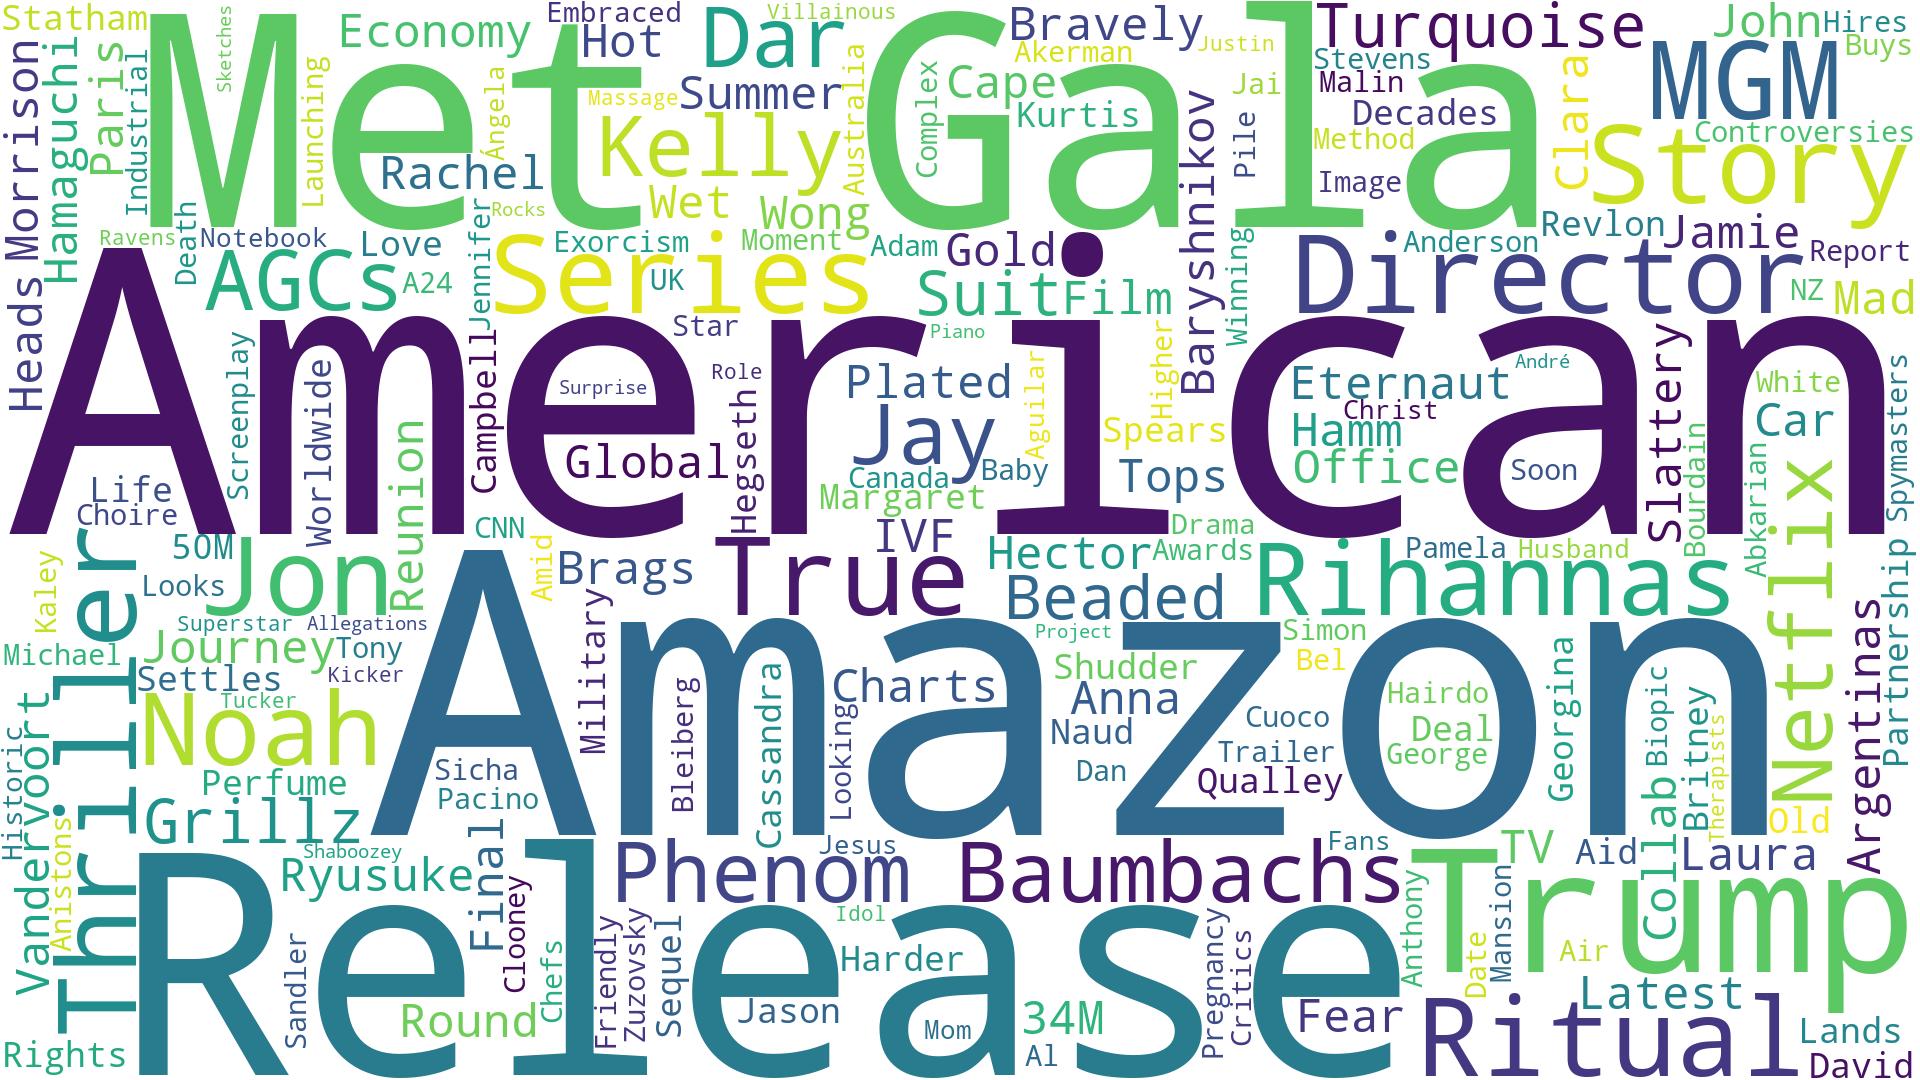 Statham
Sketches
Economy
Embraced
Villainous
Hot
Dar
Bravely
Akerman
Justin
Turquoise
Stevens
John
Hires
Buys
Met Gala
Morrison
Hamaguchi
Paris
Industrial
Launching
Ángela
Massage
Summer
Australia
Complex
Cape
Kurtis
Jai
Malin
Decades
Clara
MGM
Method
Controversies
Rachel
Kelly
Wet
Wong
Baryshnikov
Pile
Image
Story
Rocks
Ravens
Death
Notebook
Love
Jennifer
Exorcism
Moment
Adam
Gold
Winning
Anderson
Revlon
Jamie
Report
AGCs
A24
Series
UK
Suit
Film
Director
NZ
Mad
Heads
Star
Piano
Higher
American
Screenplay
Worldwide
Campbell
Surprise
Role
Plated
Aguilar
Eternaut
André
Slattery
White
Spymasters
Christ
Hegseth
Jay
Spears
Hamm
Car
Reunion
Global
Canada
Baby
Tops
Office
Soon
Bourdain
Abkarian
Netflix
Life
Choire
Margaret
CNN
IVF
Drama
50M
Amid
Brags
True
Hector
Awards
Pamela
Husband
Kaley
Looks
Jon
Beaded
Rihannas
Partnership
Thriller
Superstar
Allegations
Military
Project
Simon
Argentinas
Michael
Journey
Tony
Amazon
Shudder
Bel
Georgina
Settles
Kicker
Bleiberg
Cassandra
Charts
Anna
Hairdo
Biopic
Britney
Vandervoort
Noah
Tucker
Looking
Naud
Cuoco
Deal
Therapists
Historic
Sicha
Trailer
George
Perfume
Pacino
Dan
Qualley
Collab
Old
Anistons
Grillz
Final
Shaboozey
Jesus
Fans
TV
Aid
Laura
Ryusuke
Phenom
Baumbachs
Trump
Clooney
Idol
Anthony
Mansion
Release
Sandler
Chefs
Friendly
Zuzovsky
Sequel
Harder
Pregnancy
Critics
Date
Air
Round
Jason
Mom
34M
Fear
Latest
Ritual
Rights
Al
Lands
David